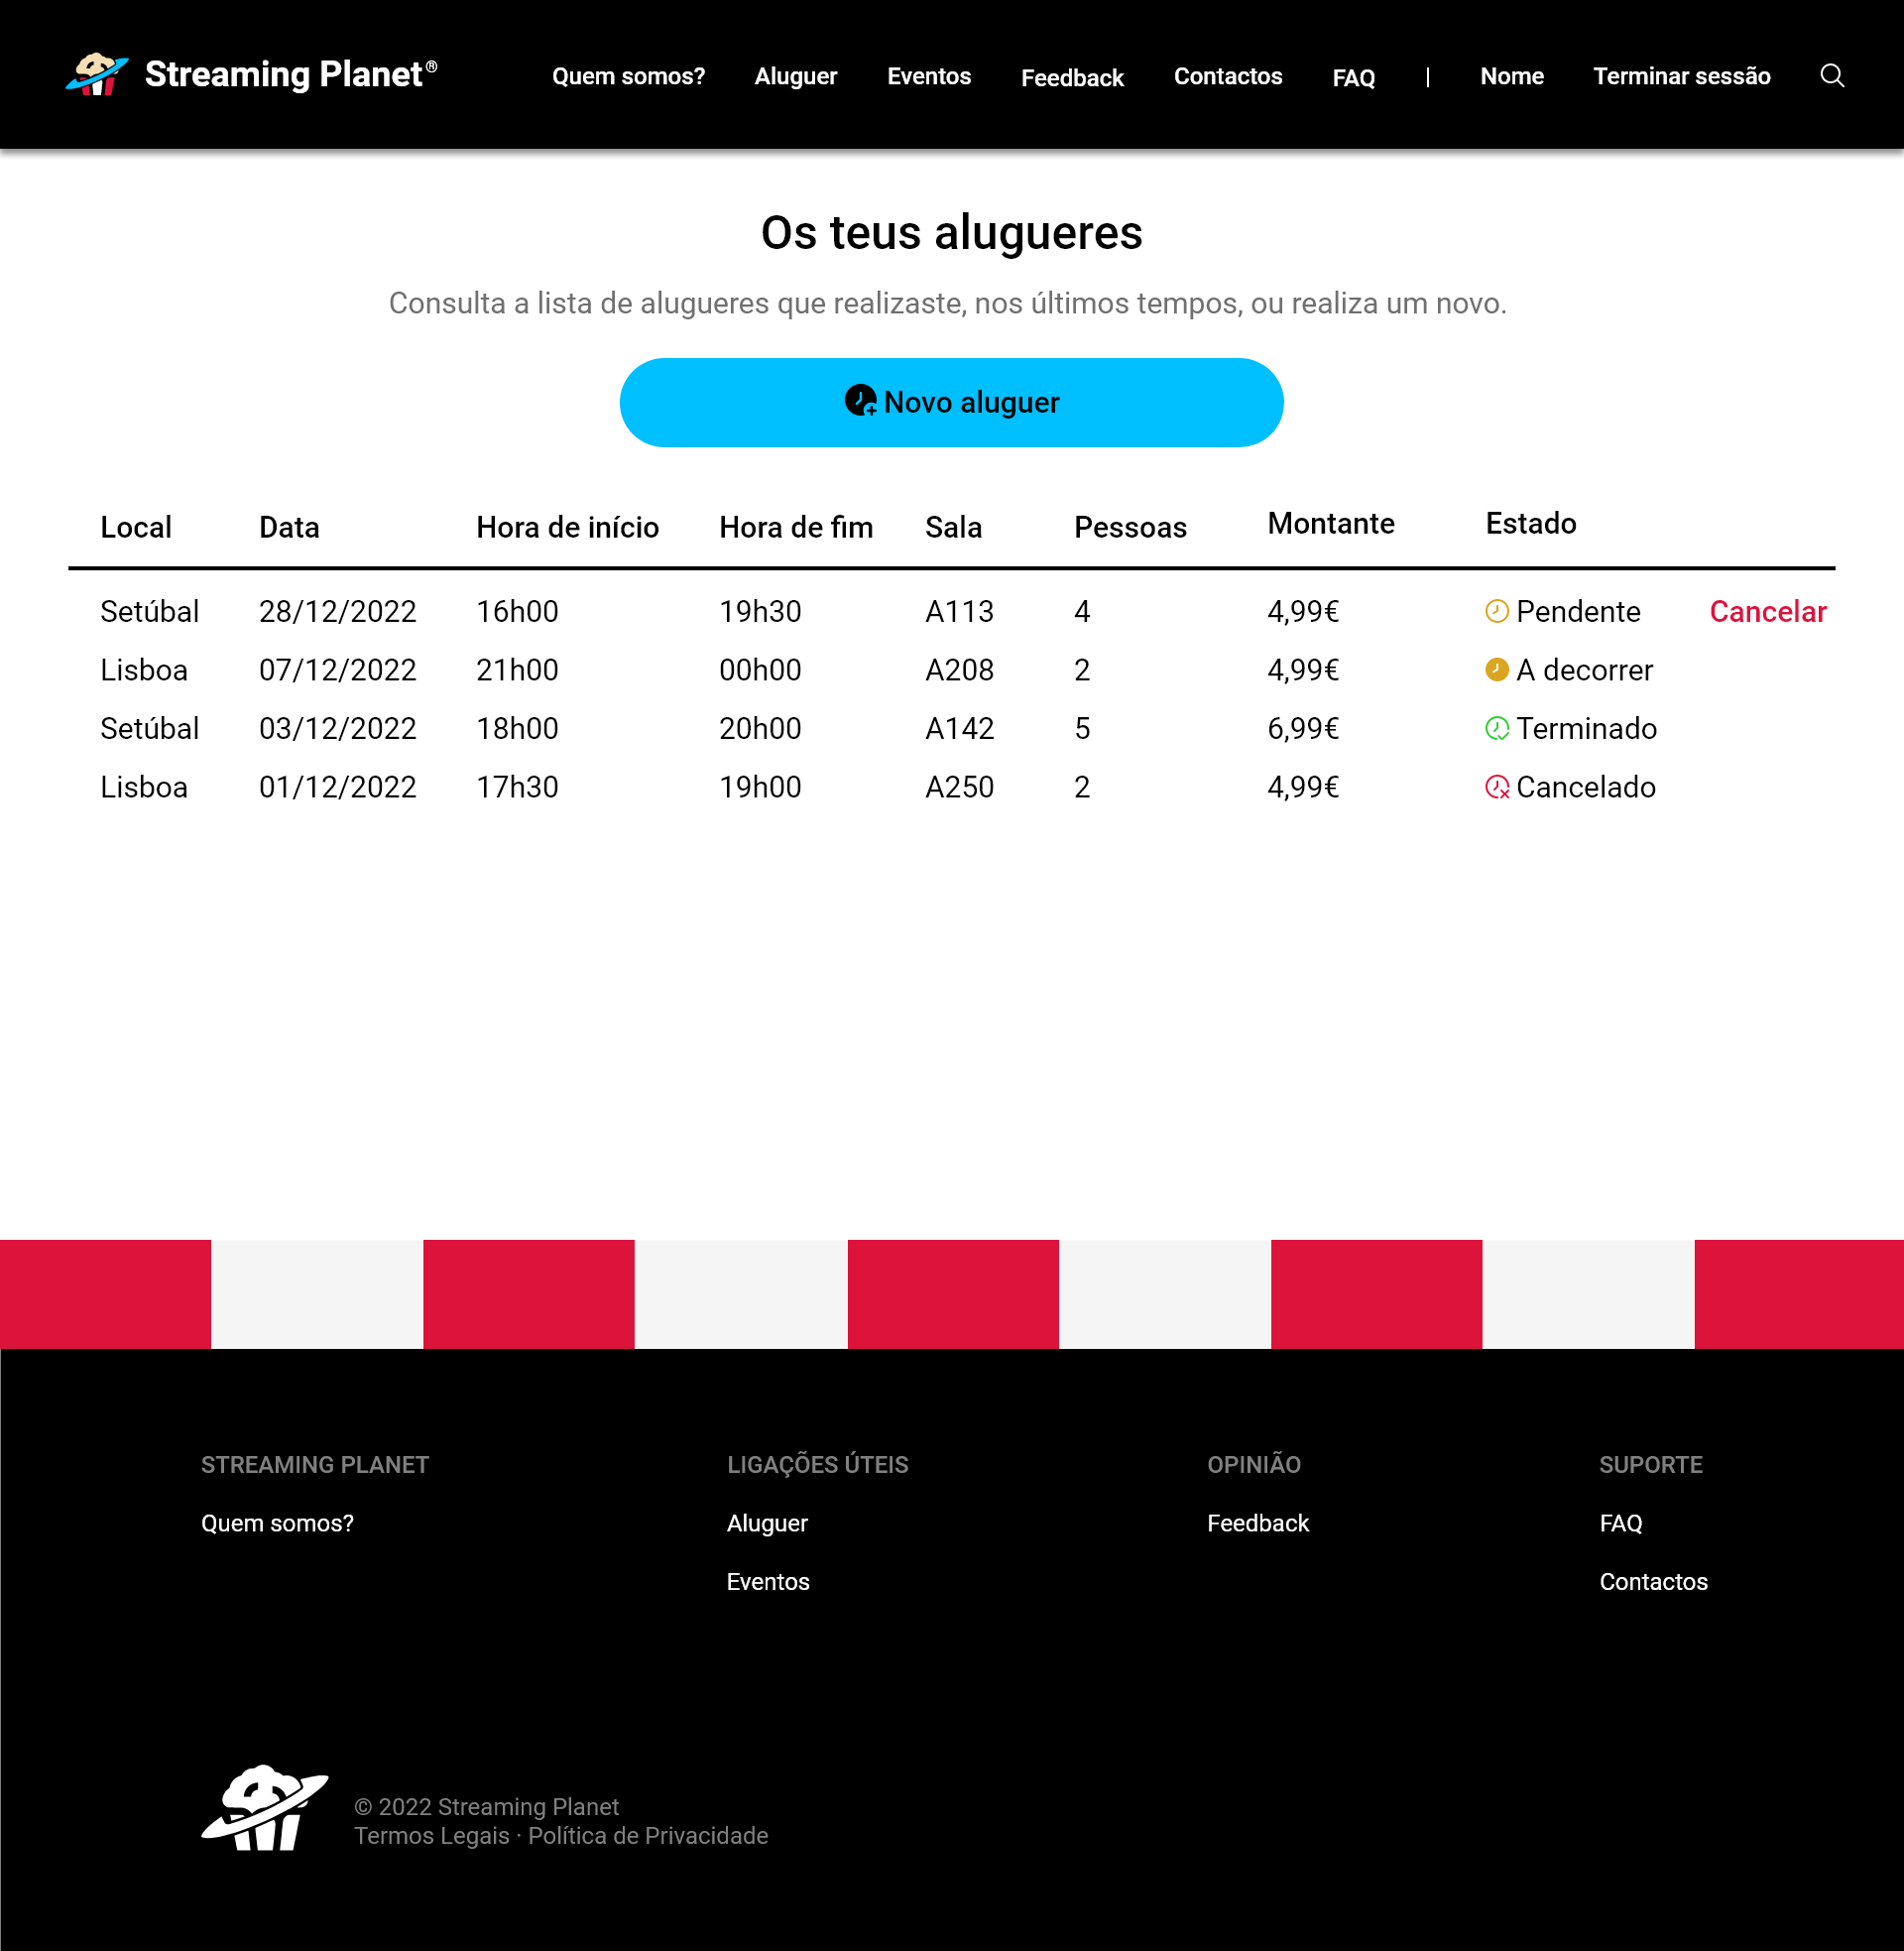 Streaming Planet®
Quem somos? Aluguer Eventos Feedback Contactos FAQ | Nome Terminar sessão
Os teus alugueres
Consulta a lista de alugueres que realizaste, nos últimos tempos, ou realiza um novo.
Novo aluguer
Local Data Hora de início Hora de fim Sala Pessoas Montante Estado
Setúbal 28/12/2022 16h00 19h30 A113 4 4,99€ Pendente Cancelar
Lisboa 07/12/2022 21h00 00h00 A208 2 4,99€ A decorrer
Setúbal 03/12/2022 18h00 20h00 A142 5 6,99€ Terminado
Lisboa 01/12/2022 17h30 19h00 A250 2 4,99€ Cancelado
STREAMING PLANET LIGAÇÕES ÚTEIS OPINIÃO SUPORTE
Quem somos? Aluguer Feedback FAQ
Eventos Contactos
© 2022 Streaming Planet
Termos Legais · Política de Privacidade